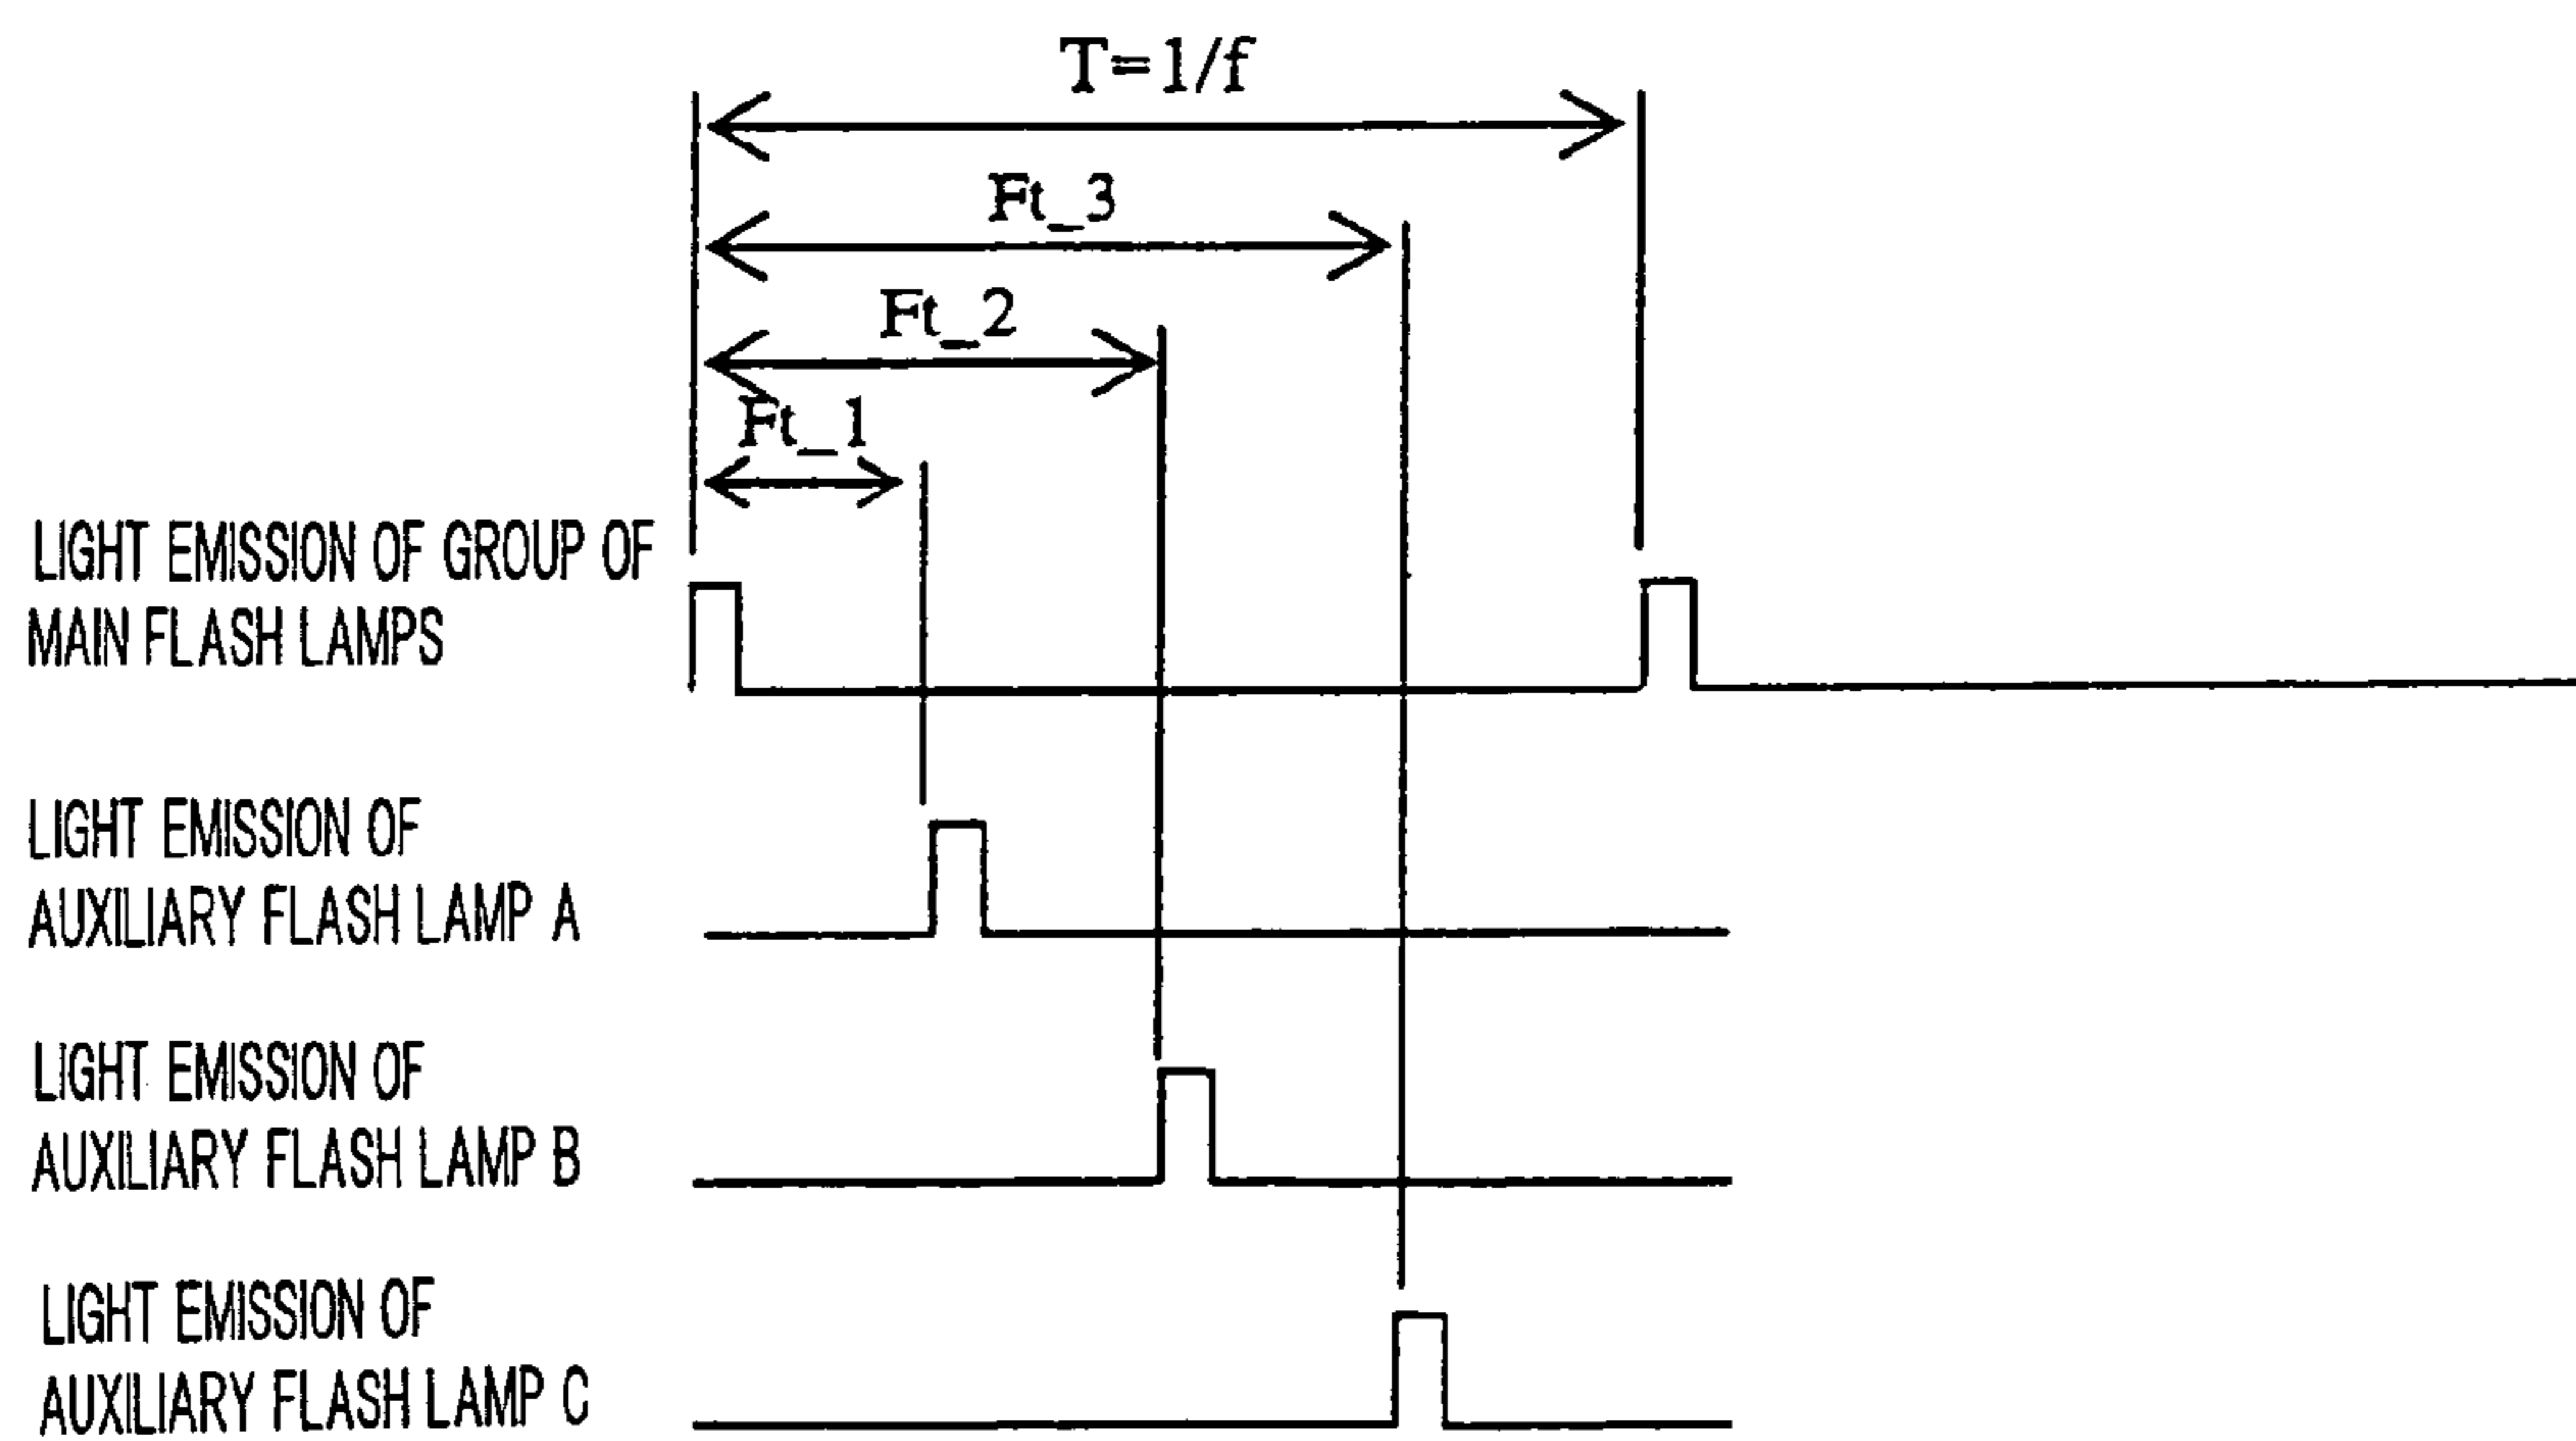 T=1/f
Ft_3
Ft_2
Ft_1
LIGHT EMISSION OF GROUP OF
MAIN FLASH LAMPS
LIGHT EMISSION OF
AUXILIARY FLASH LAMP A
LIGHT EMISSION OF
AUXILIARY FLASH LAMP B
LIGHT EMISSION OF
AUXILIARY FLASH LAMP C